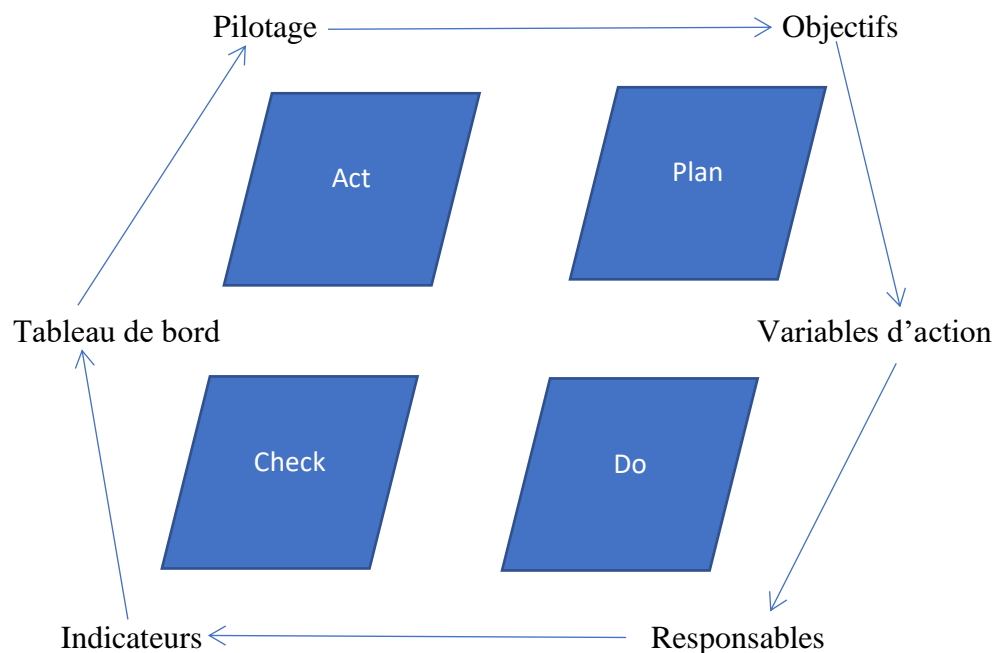 Pilotage
Objectifs
Act
Plan
Tableau de bord
Variables d’action
Check
Do
Indicateurs
Responsables